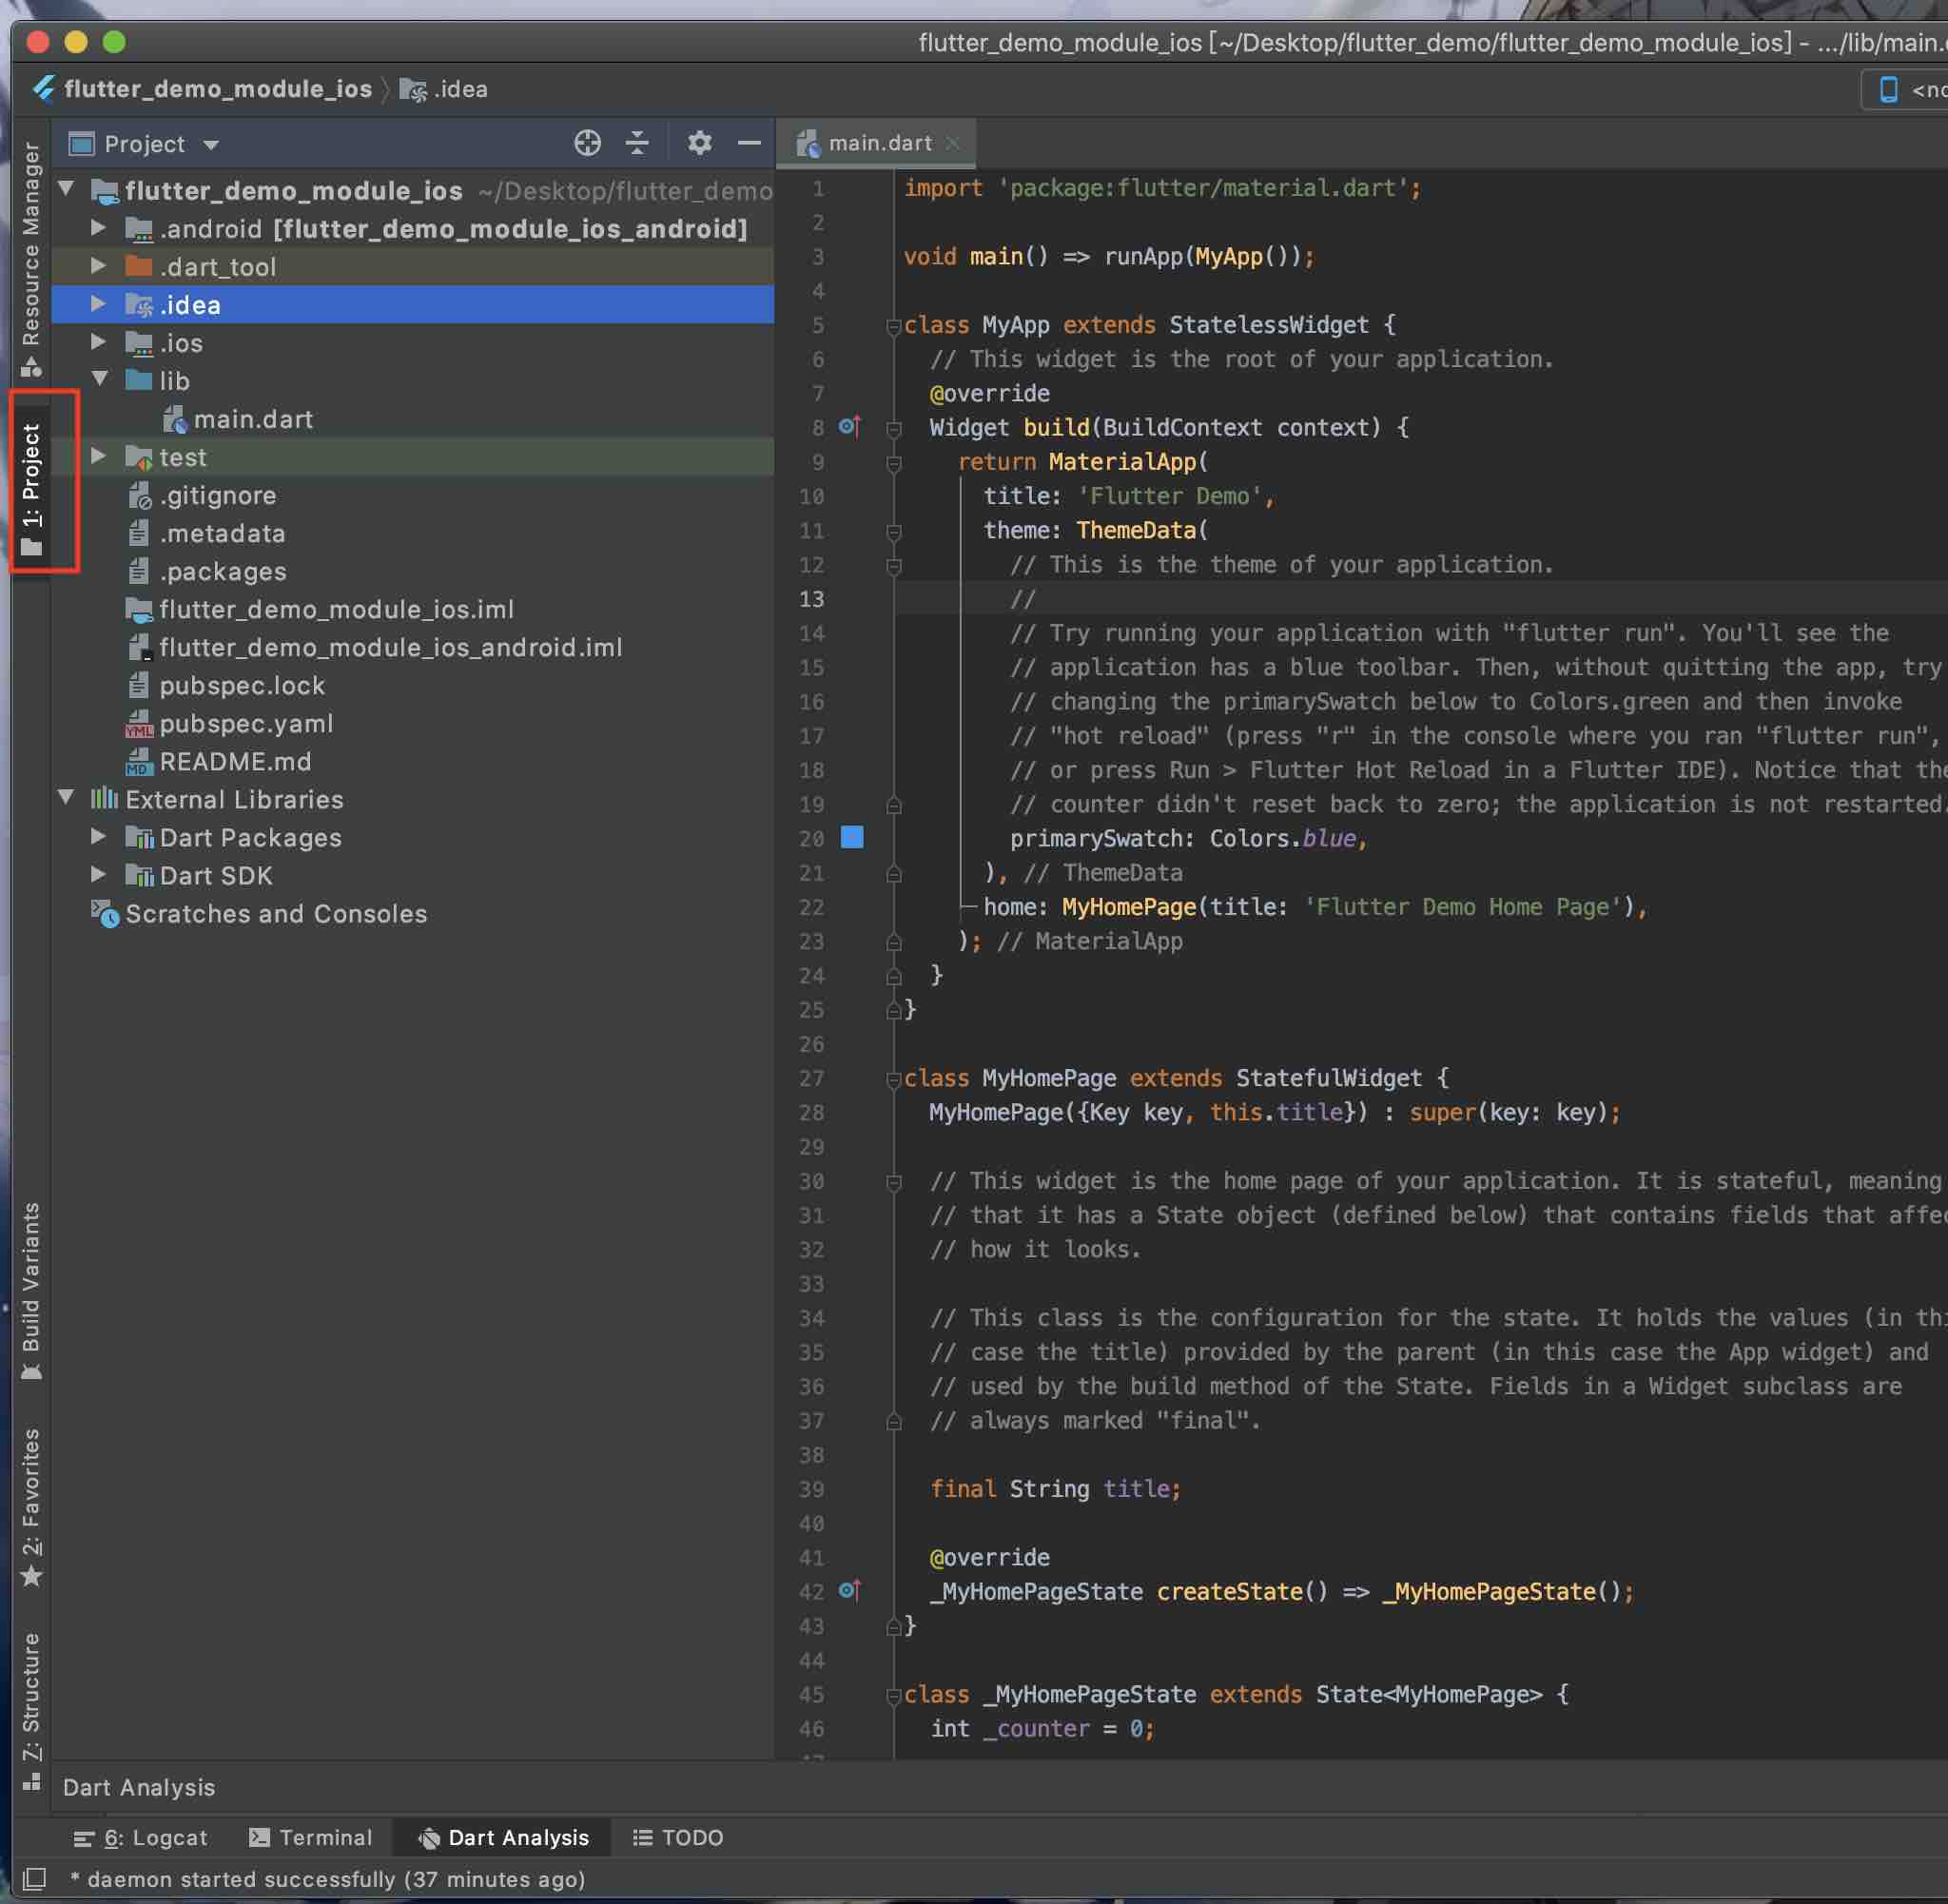 flutter_demo_module_ios [~/Desktop/flutter_demo/flutter_demo_module_ios] - .../lib/main.
flutter_demo_module_ios .idea
Project
main.dart
Resource Manager
1: Project
Build Variants
2: Favorites
7: Structure
flutter_demo_module_ios ~/Desktop/flutter_demo
.android [flutter_demo_module_ios_android]
.dart_tool
.idea
.ios
lib
main.dart
test
.gitignore
.metadata
.packages
flutter_demo_module_ios.iml
flutter_demo_module_ios_android.iml
pubspec.lock
pubspec.yaml
README.md
External Libraries
Dart Packages
Dart SDK
Scratches and Consoles
1 import 'package:flutter/material.dart';
2
3 void main() => runApp(MyApp());
4
5 class MyApp extends StatelessWidget {
6 // This widget is the root of your application.
7 @override
8 Widget build(BuildContext context) {
9 return MaterialApp(
10 title: 'Flutter Demo',
11 theme: ThemeData(
12 // This is the theme of your application.
13 //
14 // Try running your application with "flutter run". You'll see the
15 // application has a blue toolbar. Then, without quitting the app, try
16 // changing the primarySwatch below to Colors.green and then invoke
17 // "hot reload" (press "r" in the console where you ran "flutter run",
18 // or press Run > Flutter Hot Reload in a Flutter IDE). Notice that the
19 // counter didn't reset back to zero; the application is not restarted.
20 primarySwatch: Colors.blue,
21 ), // ThemeData
22 home: MyHomePage(title: 'Flutter Demo Home Page'),
23 ); // MaterialApp
24 }
25 }
26
27 class MyHomePage extends StatefulWidget {
28 MyHomePage({Key key, this.title}) : super(key: key);
29
30 // This widget is the home page of your application. It is stateful, meaning
31 // that it has a State object (defined below) that contains fields that affec
32 // how it looks.
33
34 // This class is the configuration for the state. It holds the values (in thi
35 // case the title) provided by the parent (in this case the App widget) and
36 // used by the build method of the State. Fields in a Widget subclass are
37 // always marked "final".
38
39 final String title;
40
41 @override
42 _MyHomePageState createState() => _MyHomePageState();
43 }
44
45 class _MyHomePageState extends State<MyHomePage> {
46 int _counter = 0;
Dart Analysis
6: Logcat Terminal Dart Analysis TODO
* daemon started successfully (37 minutes ago)